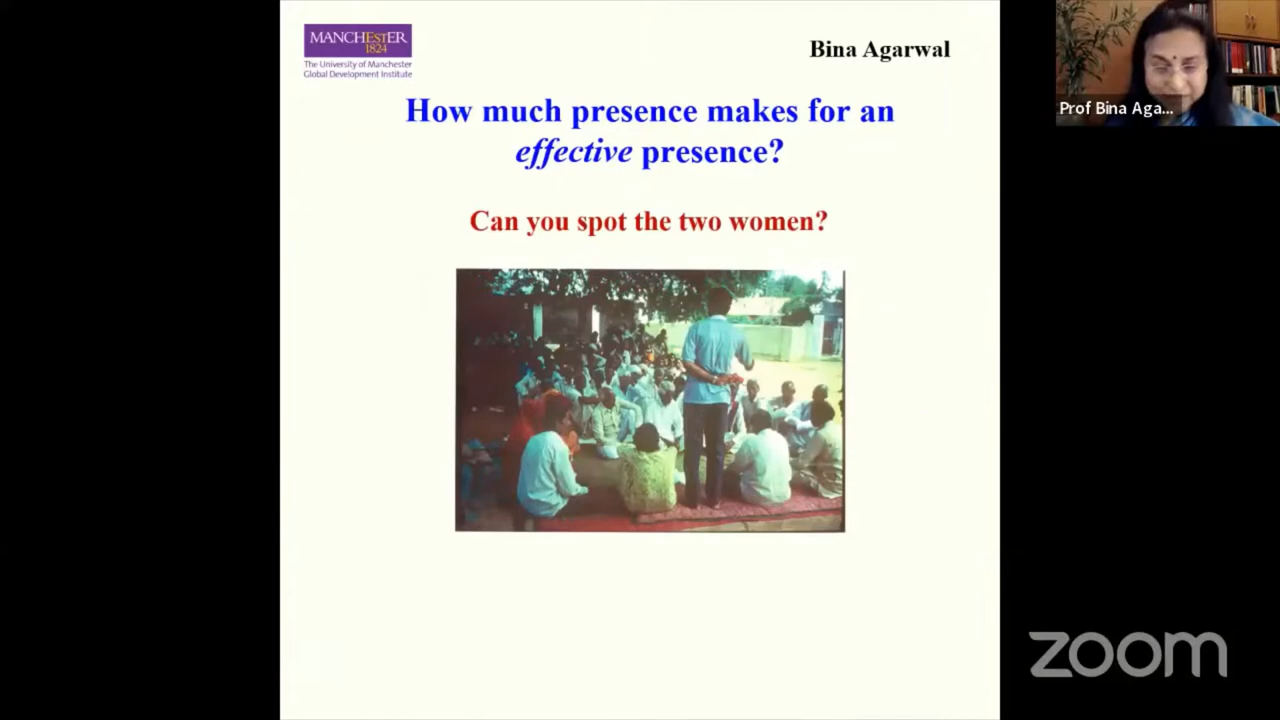 MANCHESTER
1824
The University of Manchester
Global Development Institute
Bina Agarwal
How much presence makes for an
effective presence?
Can you spot the two women?
Prof Bina Aga...
zoom